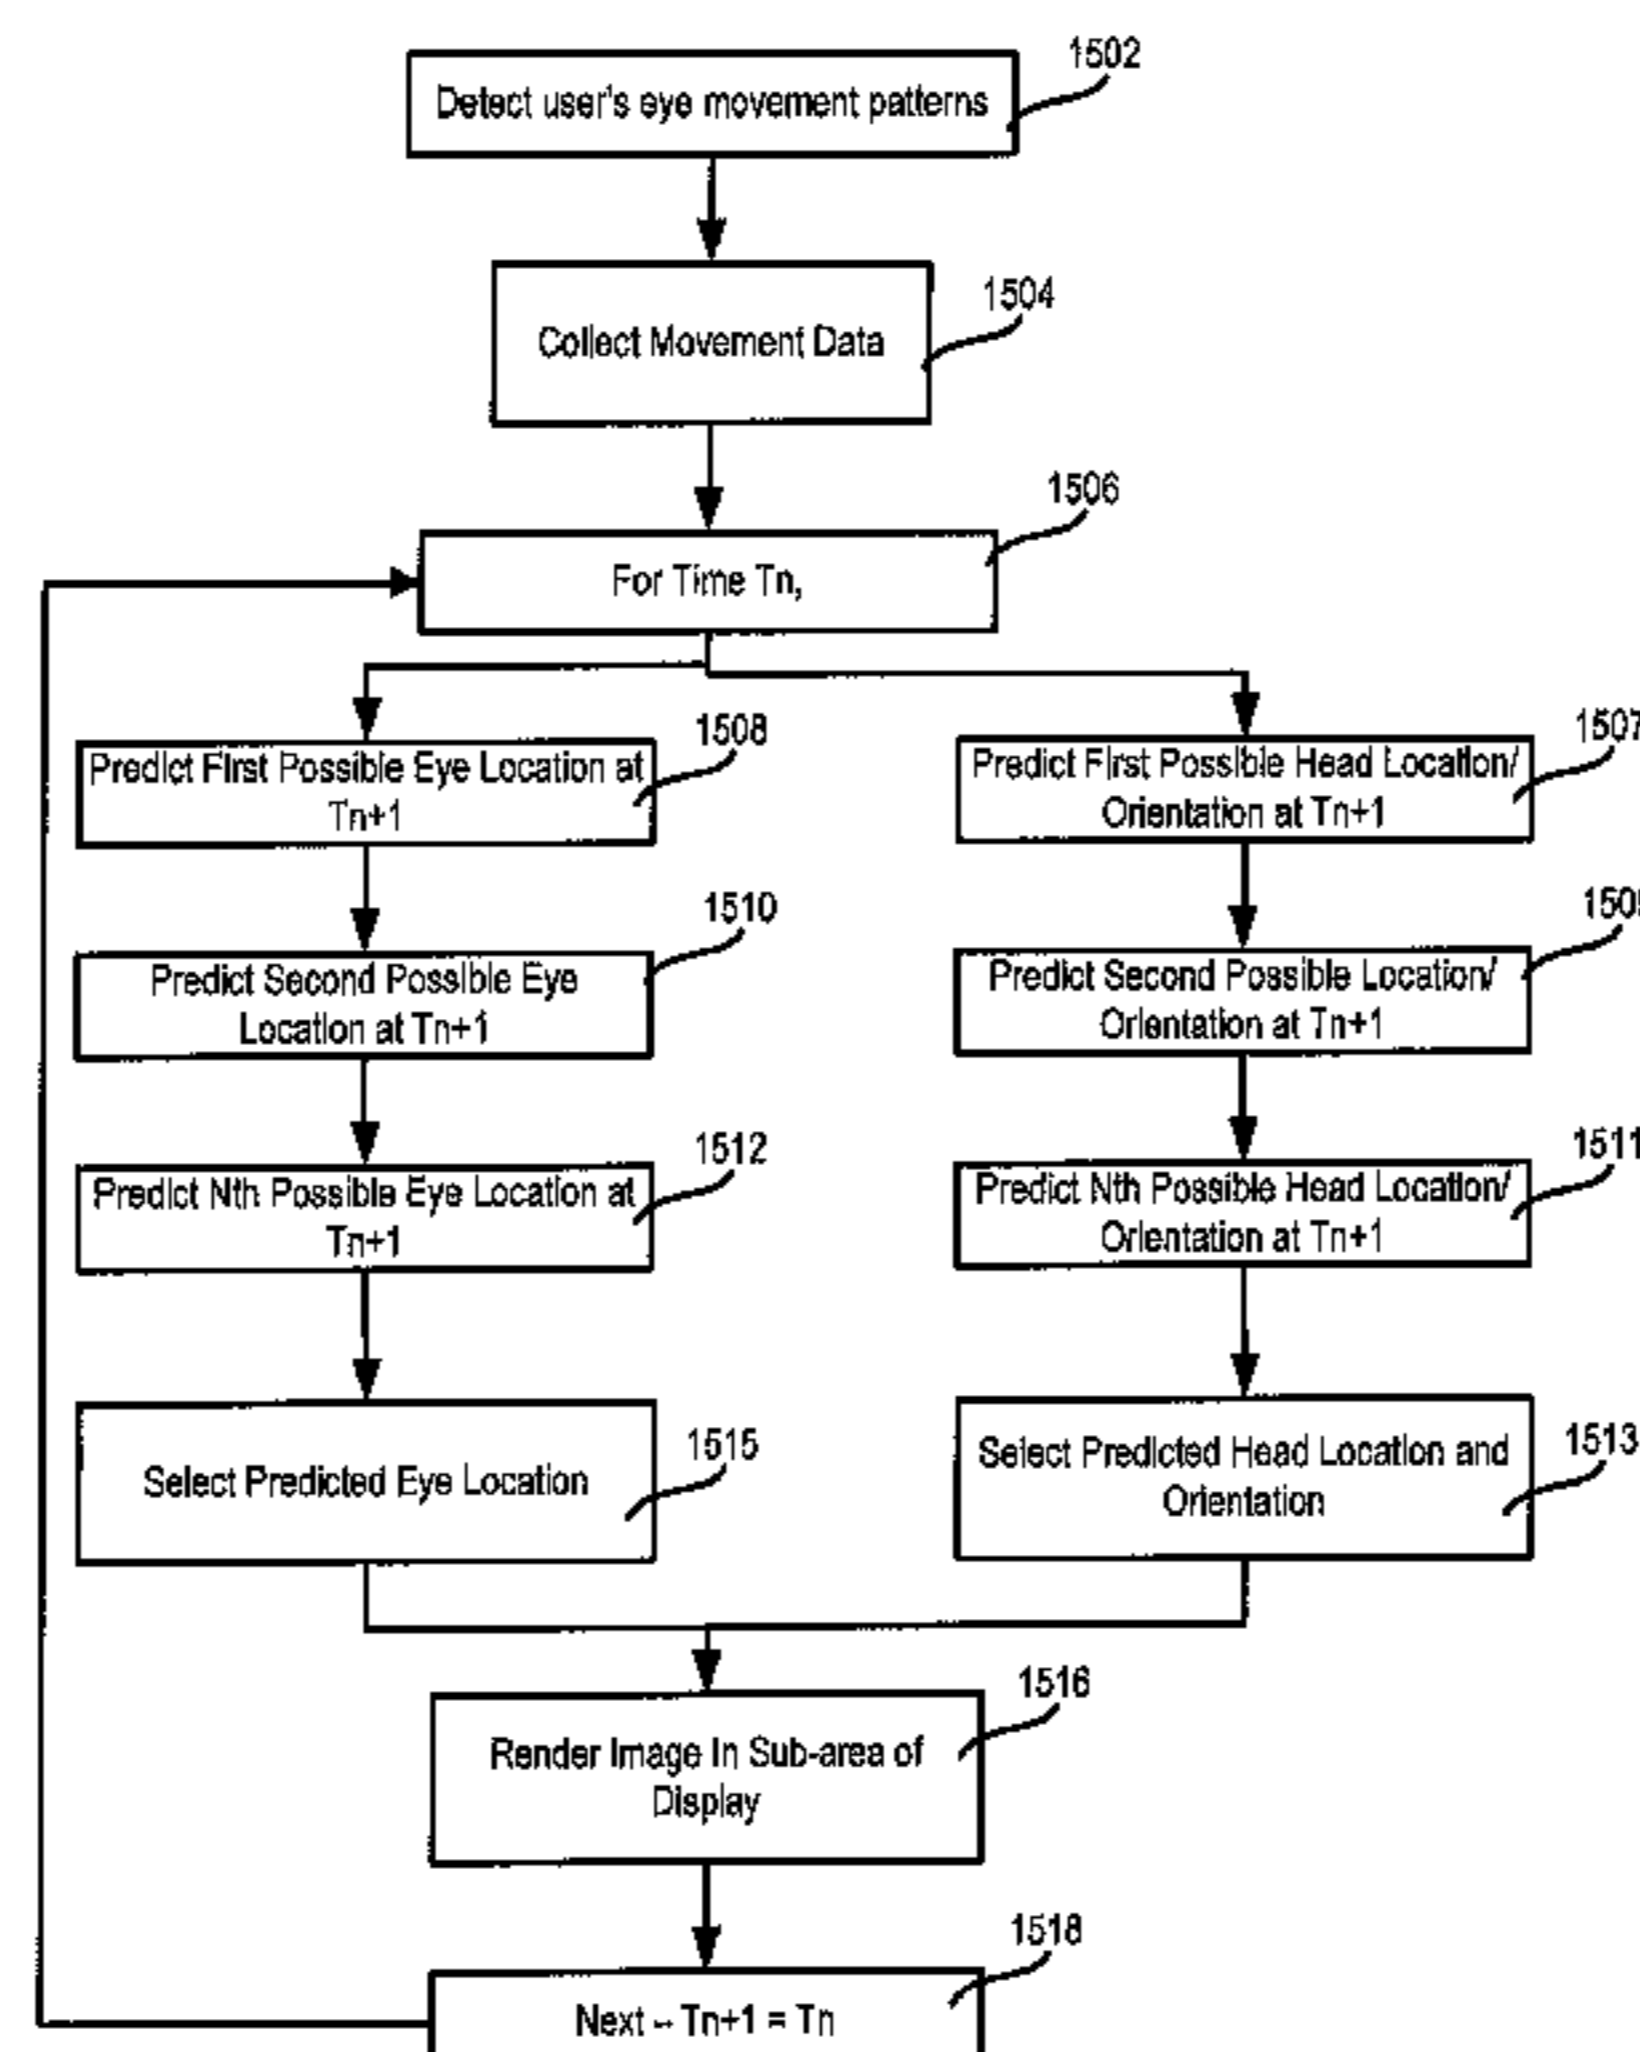 1502
Detect user's eye movement patterns
1504
Collect Movement Data
1506
For Time Tn,
1508
Predict First Possible Eye Location at
Tn+1
1507
Predict First Possible Head Location/
Orientation at Tn+1
1510
Predict Second Possible Eye
Location at Tn+1
Predict Second Possible Location/
Orientation at Tn+1
1512
Predict Nth Possible Eye Location at
Tn+1
1511
Predict Nth Possible Head Location/
Orientation at Tn+1
1515
Select Predicted Eye Location
1513
Select Predicted Head Location and
Orientation
1516
Render Image In Sub-area of
Display
1518
Next -- Tn+1 = Tn